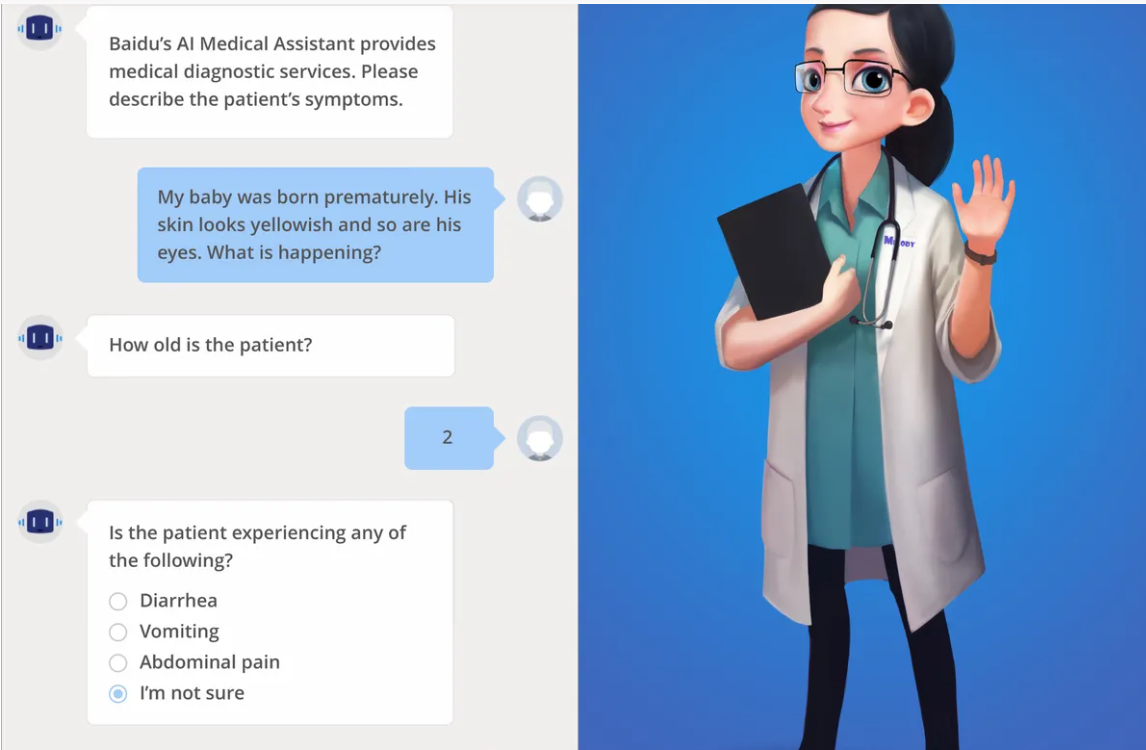 Baidu’s AI Medical Assistant provides
medical diagnostic services. Please
describe the patient’s symptoms.
My baby was born prematurely. His
skin looks yellowish and so are his
eyes. What is happening?
How old is the patient?
2
Is the patient experiencing any of
the following?
Diarrhea
Vomiting
Abdominal pain
I’m not sure